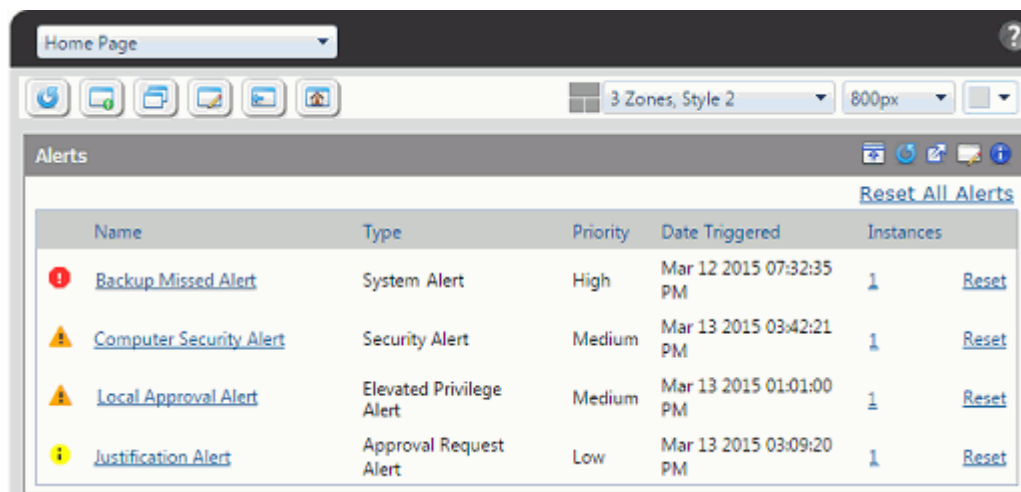 Home Page
?
3 Zones, Style 2 800px
Alerts
Reset All Alerts
Name Type Priority Date Triggered Instances
Backup Missed Alert System Alert High Mar 12 2015 07:32:35 PM 1 Reset
Computer Security Alert Security Alert Medium Mar 13 2015 03:42:21 PM 1 Reset
Local Approval Alert Elevated Privilege Alert Medium Mar 13 2015 01:01:00 PM 1 Reset
Justification Alert Approval Request Alert Low Mar 13 2015 03:09:20 PM 1 Reset